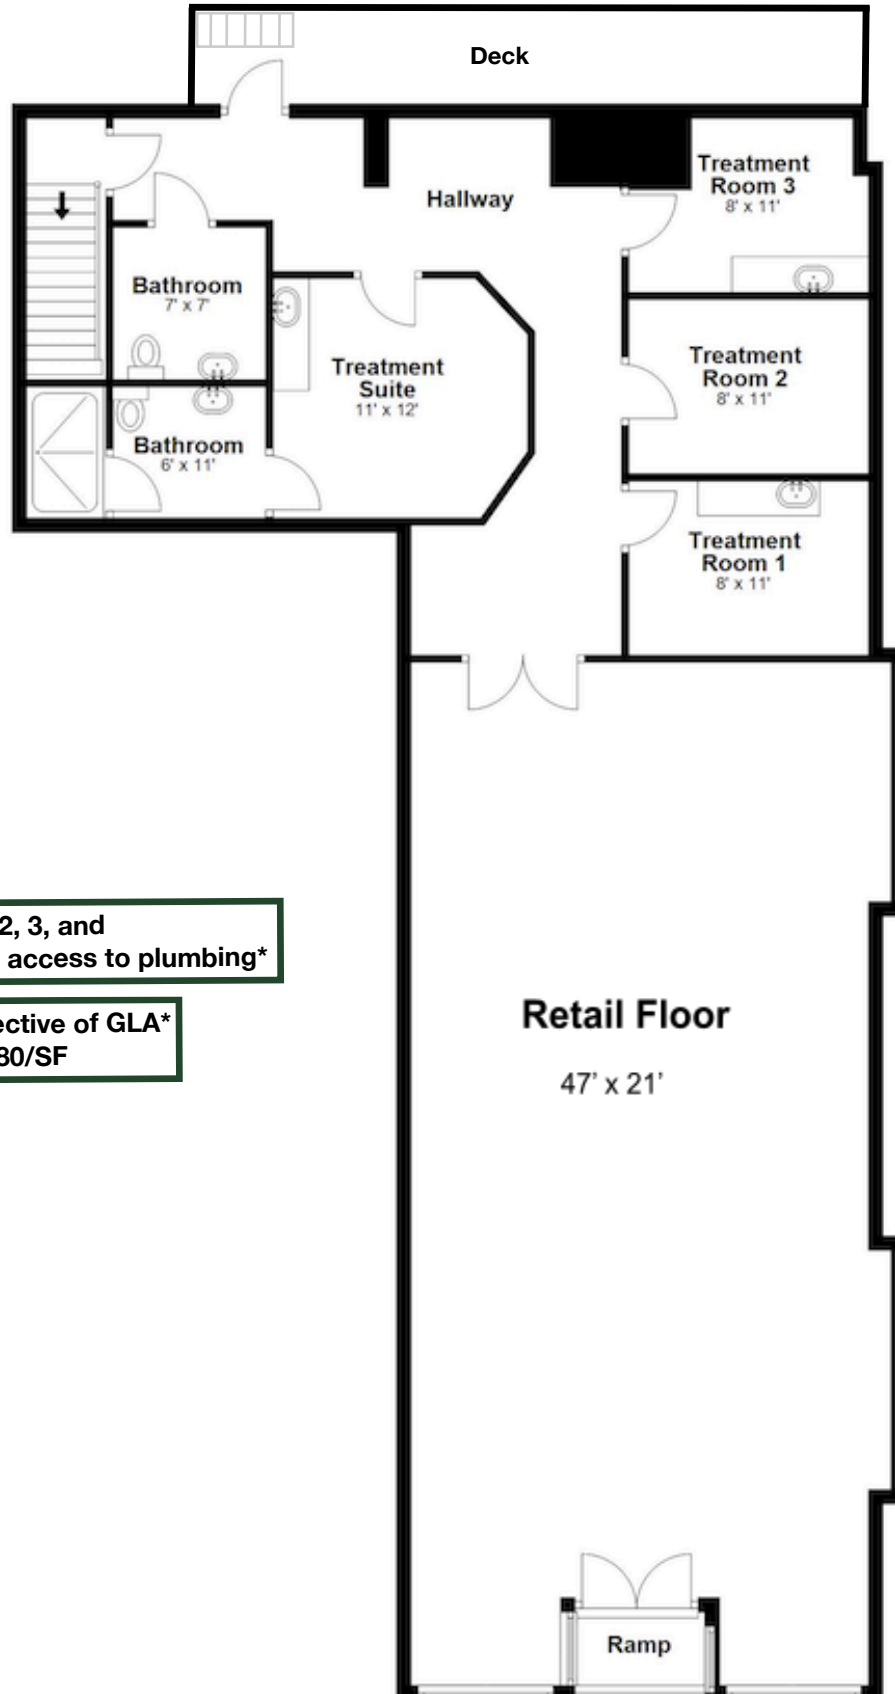 Deck
Treatment
Room 3
8' x 11'
Hallway
Bathroom
7' x 7'
Treatment
Suite
11' x 12'
Treatment
Room 2
8' x 11'
Bathroom
6' x 11'
Treatment
Room 1
8' x 11'
2, 3, and
access to plumbing*
ective of GLA*
80/SF
Retail Floor
47’ x 21’
Ramp